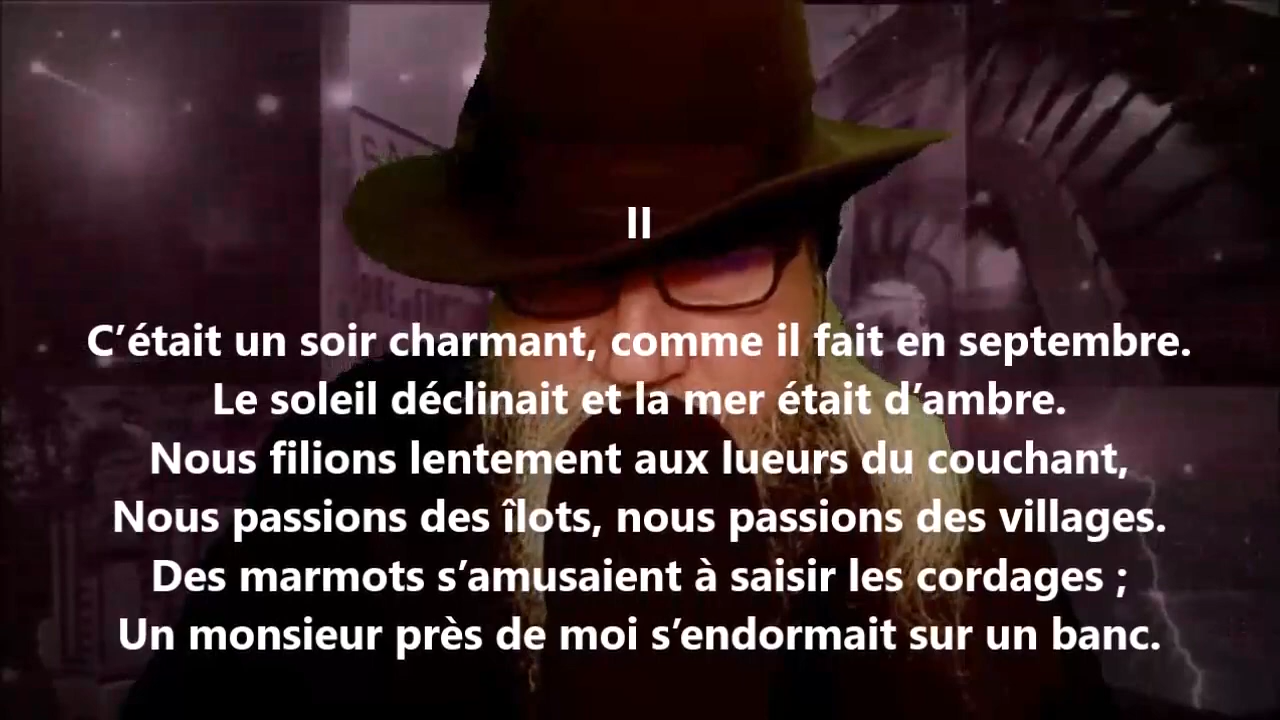 II
C’était un soir charmant, comme il fait en septembre.
Le soleil déclinait et la mer était d’ambre.
Nous filions lentement aux lueurs du couchant,
Nous passions des îlots, nous passions des villages.
Des marmots s’amusaient à saisir les cordages ;
Un monsieur près de moi s’endormait sur un banc.